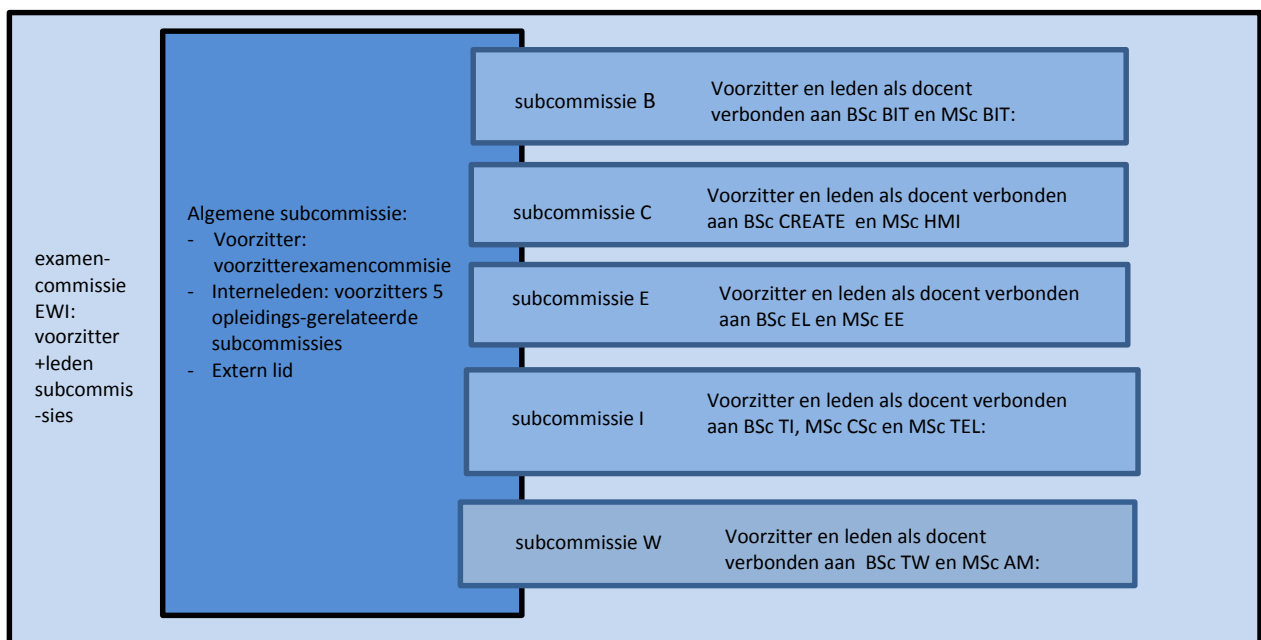 examen-
commissie
EWI:
voorzitter
+leden
subcommis
-sies
Algemene subcommissie:
- Voorzitter:
voorzitterexamencommisie
- Interneleden: voorzitters 5
opleidings-gerelateerde
subcommissies
- Extern lid
subcommissie B
Voorzitter en leden als docent
verbonden aan BSc BIT en MSc BIT:
subcommissie C
Voorzitter en leden als docent verbonden
aan BSc CREATE en MSc HMI
subcommissie E
Voorzitter en leden als docent verbonden
aan BSc EL en MSc EE
subcommissie I
Voorzitter en leden als docent verbonden
aan BSc TI, MSc CSc en MSc TEL:
subcommissie W
Voorzitter en leden als docent
verbonden aan BSc TW en MSc AM: